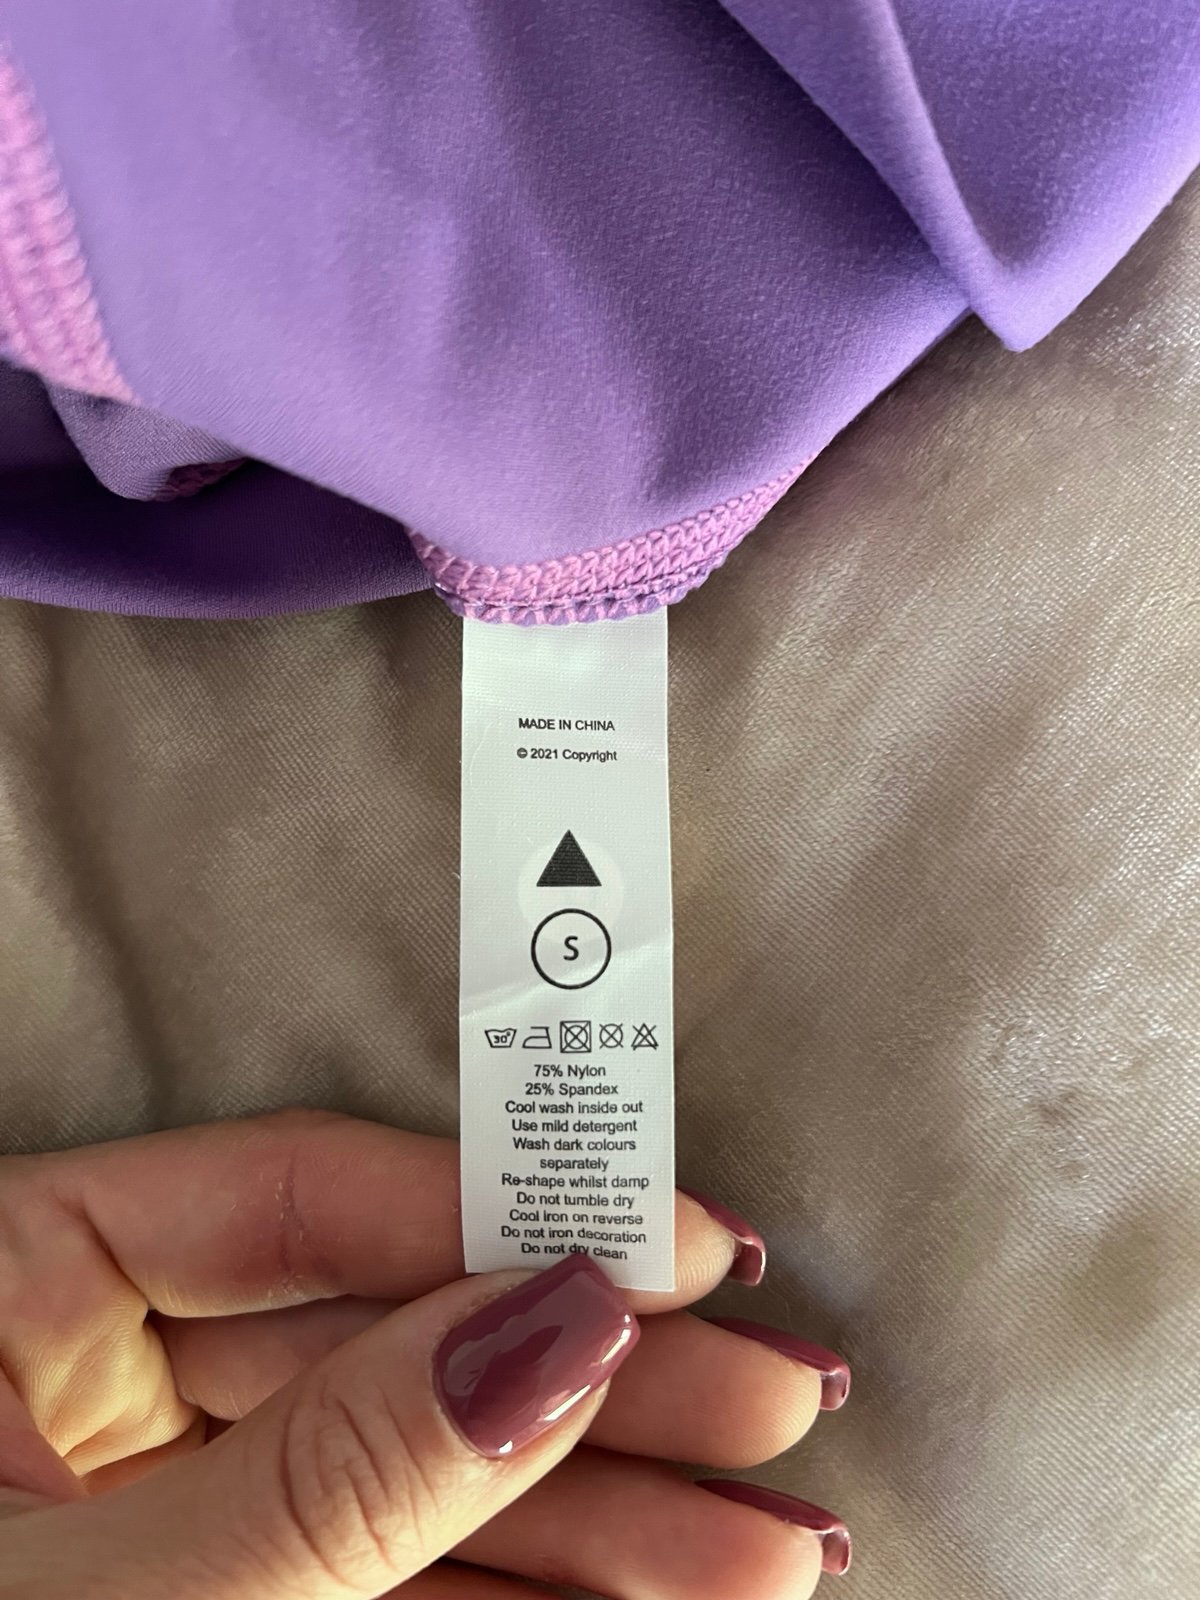 MADE IN CHINA
© 2021 Copyright
S
30°
75% Nylon
25% Spandex
Cool wash inside out
Use mild detergent
Wash dark colours
separately
Re-shape whilst damp
Do not tumble dry
Cool iron on reverse
Do not iron decoration
Do not dry clean